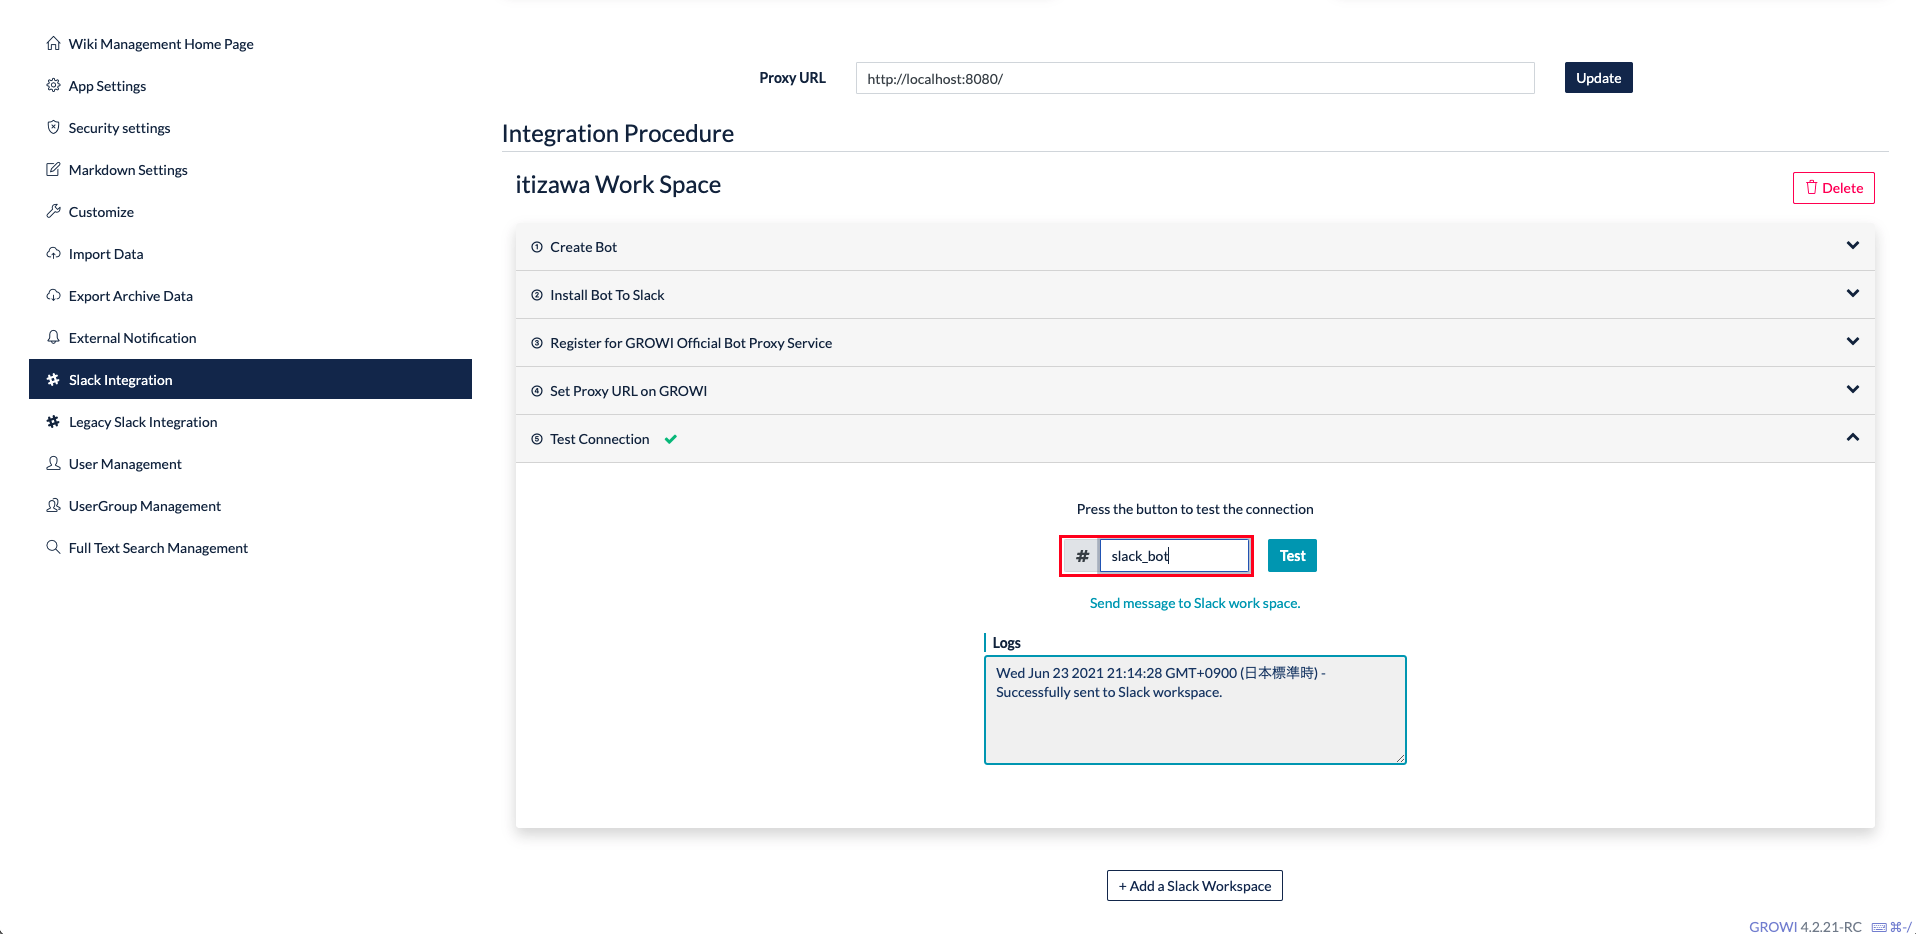 Wiki Management Home Page
App Settings
Security settings
Markdown Settings
Customize
Import Data
Export Archive Data
External Notification
Slack Integration
Legacy Slack Integration
User Management
UserGroup Management
Full Text Search Management
Proxy URL http://localhost:8080/ Update
Integration Procedure
itizawa Work Space Delete
① Create Bot
② Install Bot To Slack
③ Register for GROWI Official Bot Proxy Service
④ Set Proxy URL on GROWI
⑤ Test Connection
Press the button to test the connection
# slack_bot Test
Send message to Slack work space.
Logs
Wed Jun 23 2021 21:14:28 GMT+0900 (日本標準時) -
Successfully sent to Slack workspace.
+ Add a Slack Workspace
GROWI 4.2.21-RC ⌘-/